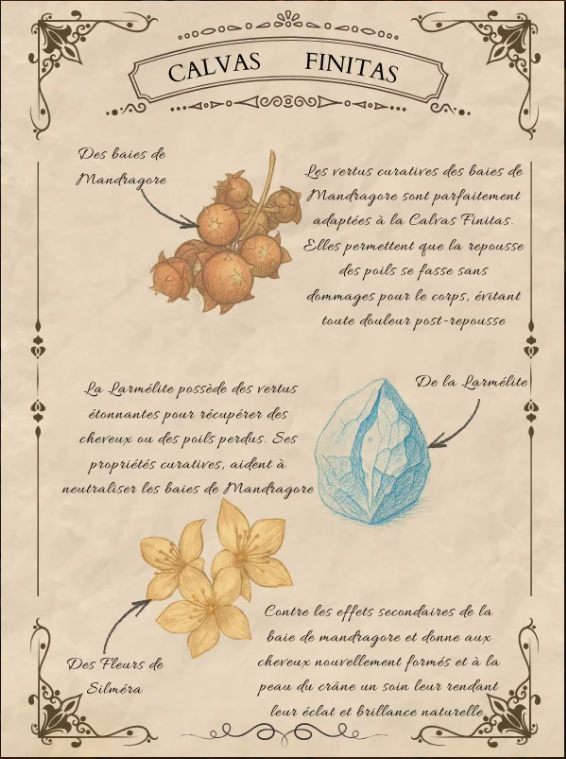 CALVAS FINITAS
Des baies de
Mandragore
Les vertus curatives des baies de
Mandragore sont parfaitement
adaptées à la Calvas Finitas.
Elles permettent que la repousse
des poils se fasse sans
dommages pour le corps, évitant
toute douleur post-repousse
De la Larmélite
La Larmélite possède des vertus
étonnantes pour récupérer des
cheveux ou des poils perdus. Ses
propriétés curatives, aident à
neutraliser les baies de Mandragore
Des Fleurs de
Silméra
Contre les effets secondaires de la
baie de mandragore et donne aux
cheveux nouvellement formés et à la
peau du crâne un soin leur rendant
leur éclat et brillance naturelle.